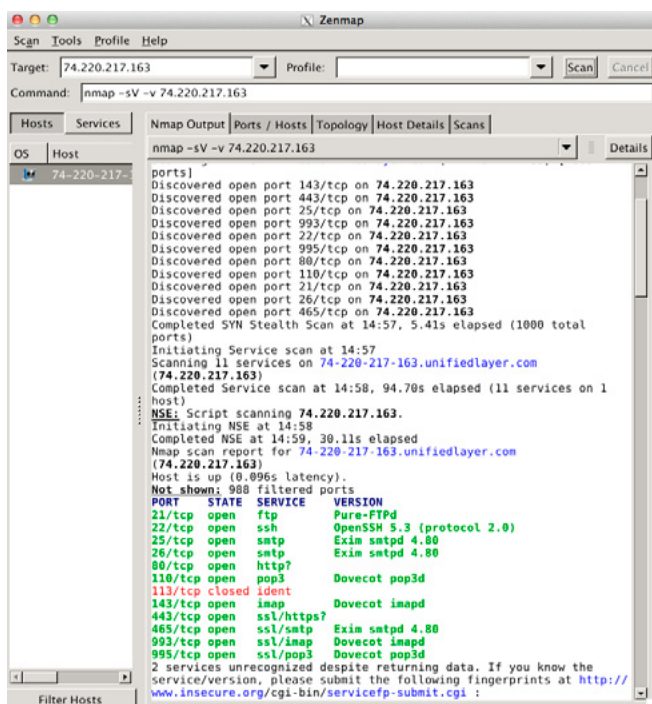 Zenmap
Scan Tools Profile Help
Target: 74.220.217.163 Profile: Scan Cancel
Command: nmap -sV -v 74.220.217.163
Hosts Services
OS Host
74-220-217-1
Filter Hosts
Nmap Output Ports / Hosts Topology Host Details Scans
nmap -sV -v 74.220.217.163 Details
ports]
Discovered open port 143/tcp on 74.220.217.163
Discovered open port 443/tcp on 74.220.217.163
Discovered open port 25/tcp on 74.220.217.163
Discovered open port 993/tcp on 74.220.217.163
Discovered open port 22/tcp on 74.220.217.163
Discovered open port 995/tcp on 74.220.217.163
Discovered open port 80/tcp on 74.220.217.163
Discovered open port 110/tcp on 74.220.217.163
Discovered open port 21/tcp on 74.220.217.163
Discovered open port 26/tcp on 74.220.217.163
Discovered open port 465/tcp on 74.220.217.163
Completed SYN Stealth Scan at 14:57, 5.41s elapsed (1000 total
ports)
Initiating Service scan at 14:57
Scanning 11 services on 74-220-217-163.unifiedlayer.com
(74.220.217.163)
Completed Service scan at 14:58, 94.70s elapsed (11 services on 1
host)
NSE: Script scanning 74.220.217.163.
Initiating NSE at 14:58
Completed NSE at 14:59, 30.11s elapsed
Nmap scan report for 74-220-217-163.unifiedlayer.com
(74.220.217.163)
Host is up (0.096s latency).
Not shown: 988 filtered ports
PORT STATE SERVICE VERSION
21/tcp open ftp Pure-FTPd
22/tcp open ssh OpenSSH 5.3 (protocol 2.0)
25/tcp open smtp Exim smtpd 4.80
26/tcp open smtp Exim smtpd 4.80
80/tcp open http?
110/tcp open pop3 Dovecot pop3d
113/tcp closed ident
143/tcp open imap Dovecot imapd
443/tcp open ssl/https?
465/tcp open ssl/smtp Exim smtpd 4.80
993/tcp open ssl/imap Dovecot imapd
995/tcp open ssl/pop3 Dovecot pop3d
2 services unrecognized despite returning data. If you know the
service/version, please submit the following fingerprints at http://
www.insecure.org/cgi-bin/servicefp-submit.cgi :